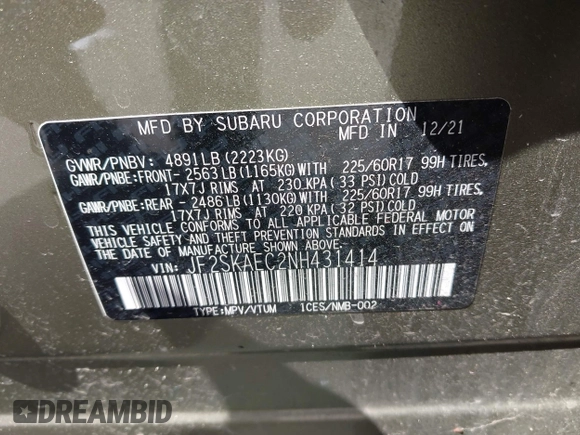 MFD BY SUBARU CORPORATION
MFD IN 12/21
GVWR/PNBV: 4891LB(2223KG)
GAWR/PNBE:FRONT- 2563LB(1165KG)WITH 225/60R17 99H TIRES,
17X7J RIMS AT 230 KPA(33 PSI)COLD
GAWR/PNBE:REAR - 2486LB(1130KG)WITH 225/60R17 99H TIRES,
17X7J RIMS AT 220 KPA(32 PSI)COLD
THIS VEHICLE CONFORMS TO ALL APPLICABLE FEDERAL MOTOR
VEHICLE SAFETY AND THEFT PREVENTION STANDARDS IN EFFECT ON
THE DATE OF MANUFACTURE SHOWN ABOVE.
VIN: JF2SKAEC2NH431414
TYPE:MPV/VTUM ICES/NMB-002
DREAMBID